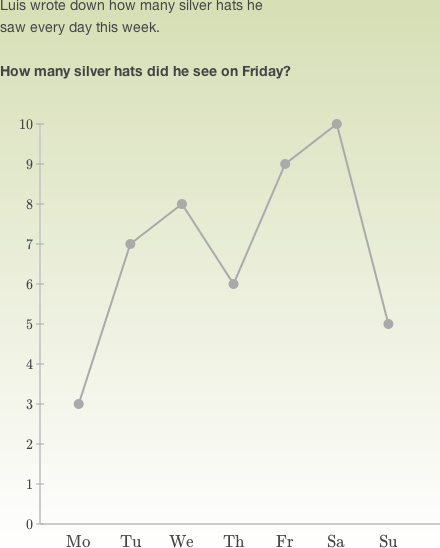 Luis wrote down how many silver hats he
saw every day this week.
How many silver hats did he see on Friday?
10
9
8
7
6
5
4
3
2
1
0
Mo Tu We Th Fr Sa Su